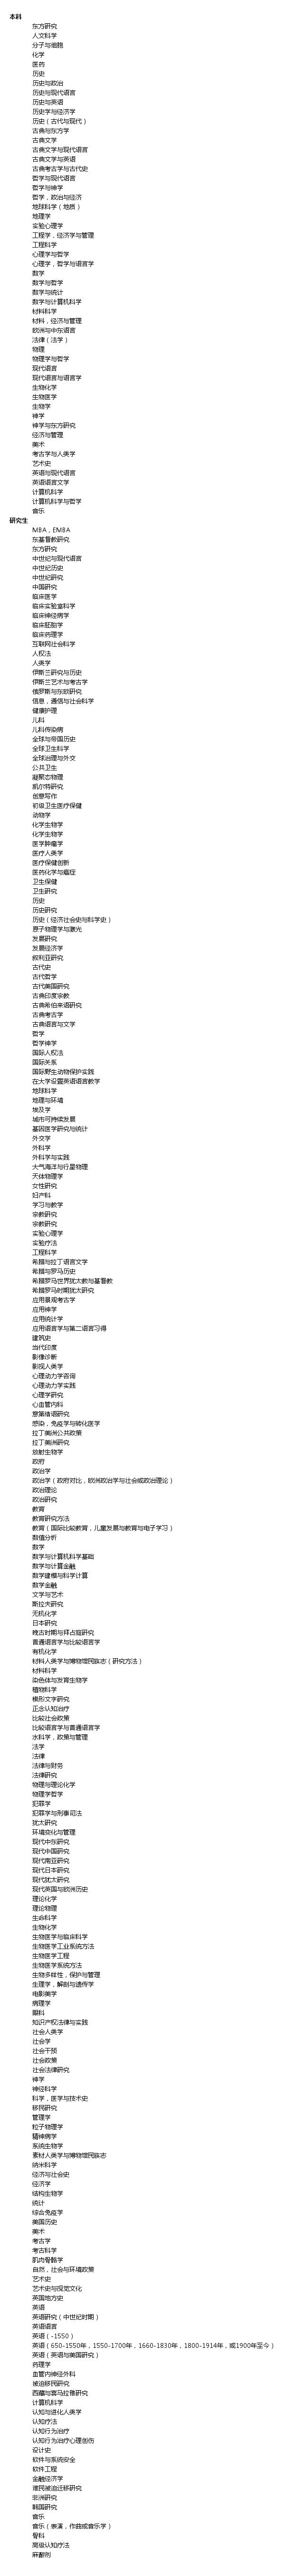 本科
东方研究
人文科学
分子与细胞
化学
医药
历史
历史与政治
历史与现代语言
历史与英语
历史学与经济学
历史（古代与现代）
古典与东方学
古典文学
古典文学与现代语言
古典文学与英语
古典考古学与古代史
哲学与现代语言
哲学与神学
哲学，政治与经济
地球科学（地质）
地理学
实验心理学
工程学，经济学与管理
工程科学
心理学与哲学
心理学，哲学与语言学
数学
数学与哲学
数学与统计
数学与计算机科学
材料科学
材料，经济与管理
欧洲与中东语言
法律（法学）
物理
物理学与哲学
现代语言
现代语言与语言学
生物化学
生物医学
生物学
神学
神学与东方研究
经济与管理
美术
考古学与人类学
艺术史
英语与现代语言
英语语言文学
计算机科学
计算机科学与哲学
音乐
研究生
MBA，EMBA
东基督教研究
东方研究
中世纪与现代语言
中世纪历史
中世纪研究
中国研究
临床医学
临床实验室科学
临床神经病学
临床胚胎学
临床药理学
互联网社会科学
人权法
人类学
伊斯兰研究与历史
伊斯兰艺术与考古学
俄罗斯与东欧研究
信息，通信与社会科学
健康护理
儿科
儿科传染病
全球与帝国历史
全球卫生科学
全球治理与外交
公共卫生
凝聚态物理
凯尔特研究
创意写作
初级卫生医疗保健
动物学
化学生物学
化学生物学
医学肿瘤学
医疗人类学
医疗保健创新
医药化学与癌症
卫生保健
卫生研究
历史
历史研究
历史（经济社会史与科学史）
原子物理学与激光
发展研究
发展经济学
叙利亚研究
古代史
古代哲学
古代美国研究
古典印度宗教
古典希伯来语研究
古典考古学
古典语言与文学
哲学
哲学神学
国际人权法
国际关系
国际野生动物保护实践
在大学设置英语语言教学
地球科学
地理与环境
埃及学
城市可持续发展
基因医学研究与统计
外交学
外科学
外科学与实践
大气海洋与行星物理
天体物理学
女性研究
妇产科
学习与教学
宗教研究
宗教研究
实验心理学
实验疗法
工程科学
希腊与拉丁语言文学
希腊与罗马历史
希腊罗马世界犹太教与基督教
希腊罗马时期犹太研究
应用景观考古学
应用神学
应用统计学
应用语言学与第二语言习得
建筑史
当代印度
影像诊断
影视人类学
心理动力学咨询
心理动力学实践
心理学研究
心血管内科
意第绪语研究
感染，免疫学与转化医学
拉丁美洲公共政策
拉丁美洲研究
放射生物学
政府
政治学
政治学（政府对比，欧洲政治学与社会或政治理论）
政治理论
政治研究
教育
教育研究方法
教育（国际比较教育，儿童发展与教育与电子学习）
数值分析
数学
数学与计算机科学基础
数学与计算金融
数学建模与科学计算
数学金融
文学与艺术
斯拉夫研究
无机化学
日本研究
晚古时期与拜占庭研究
普通语言学与比较语言学
有机化学
材料人类学与博物馆民族志（研究方法）
材料科学
染色体与发育生物学
植物科学
楔形文字研究
正念认知治疗
比较社会政策
比较语言学与普通语言学
水科学，政策与管理
法学
法律
法律与财务
法律研究
物理与理论化学
物理学哲学
犯罪学
犯罪学与刑事司法
犹太研究
环境变化与管理
现代中东研究
现代中国研究
现代南亚研究
现代日本研究
现代犹太研究
现代英国与欧洲历史
理论化学
理论物理
生命科学
生物化学
生物医学与临床科学
生物医学工业系统方法
生物医学工程
生物医学系统方法
生物多样性，保护与管理
生理学，解剖与遗传学
电影美学
病理学
眼科
知识产权法律与实践
社会人类学
社会学
社会干预
社会政策
社会法律研究
神学
神经科学
科学，医学与技术史
移民研究
管理学
粒子物理学
精神病学
系统生物学
素材人类学与博物馆民族志
纳米科学
经济与社会史
经济学
结构生物学
统计
综合免疫学
美国历史
美术
考古学
考古科学
肌肉骨骼学
自然，社会与环境政策
艺术史
艺术史与视觉文化
英国地方史
英语
英语研究（中世纪时期）
英语语言
英语（-1550）
英语（650-1550年，1550-1700年，1660-1830年，1800-1914年，或1900年至今）
英语（英语与美国研究）
药理学
血管内神经外科
被迫移民研究
西藏与喜马拉雅研究
计算机科学
认知与进化人类学
认知疗法
认知行为治疗
认知行为治疗心理创伤
设计史
软件与系统安全
软件工程
金融经济学
难民被迫迁移研究
非洲研究
韩国研究
音乐
音乐（表演，作曲或音乐学）
骨科
高级认知疗法
麻醉剂